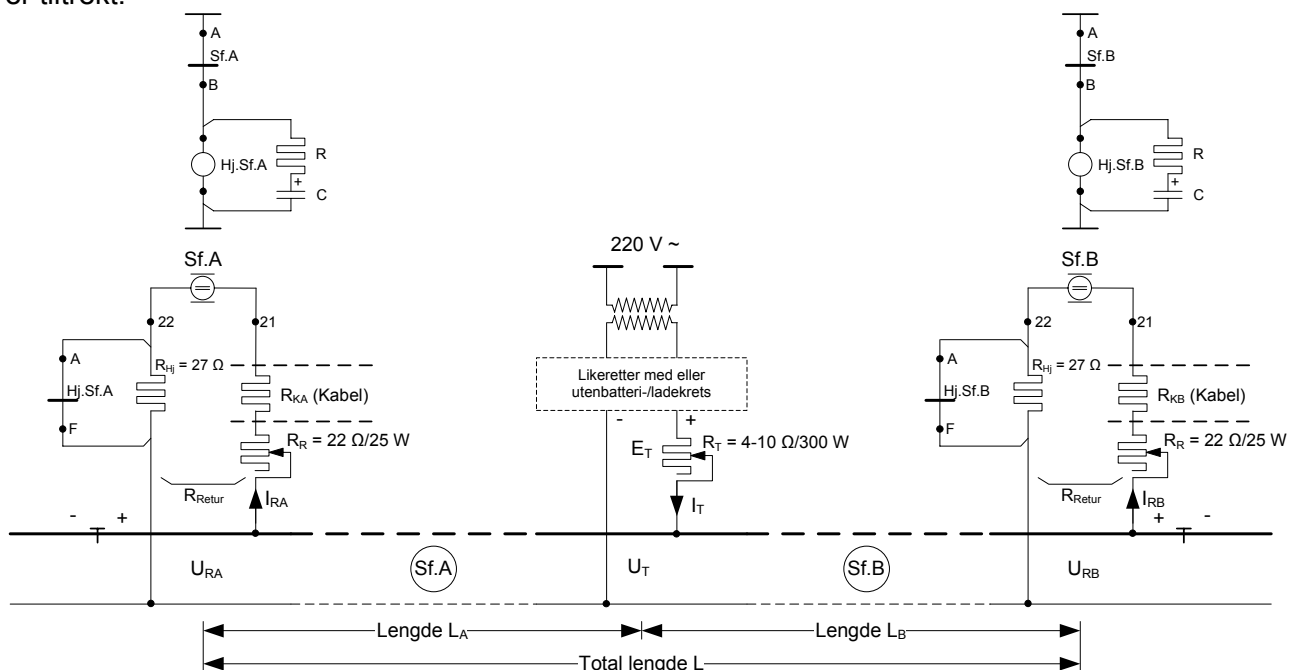 er tiltrekt.
A
Sf.A
B
Hj.Sf.A
R
+
C
A
Sf.B
B
Hj.Sf.B
R
+
C
220 V ~
Sf.A
22
21
Sf.B
22
21
A
Hj.Sf.A
F
R_Hj = 27 Ω
R_KA (Kabel)
R_R = 22 Ω/25 W
R_Retur
I_RA
Likeretter med eller
utenbatteri-/ladekrets
-
+
E_T
R_T = 4-10 Ω/300 W
I_T
A
Hj.Sf.B
F
R_Hj = 27 Ω
R_KB (Kabel)
R_R = 22 Ω/25 W
R_Retur
I_RB
- +
+ -
U_RA
Sf.A
U_T
Sf.B
U_RB
Lengde L_A
Lengde L_B
Total lengde L